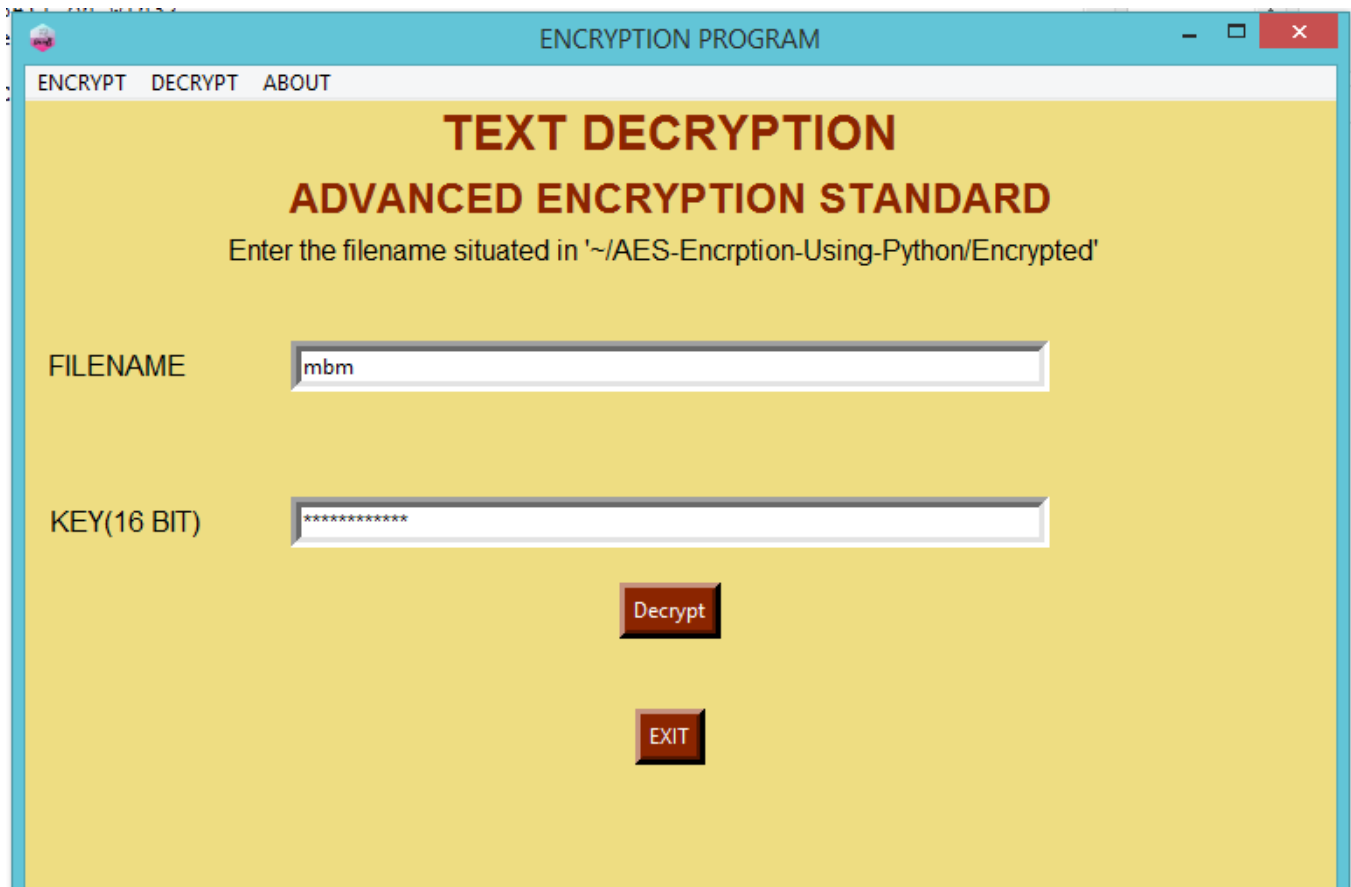 ENCRYPTION PROGRAM
ENCRYPT DECRYPT ABOUT
TEXT DECRYPTION
ADVANCED ENCRYPTION STANDARD
Enter the filename situated in '~/AES-Encrption-Using-Python/Encrypted'
FILENAME mbm
KEY(16 BIT) ************
Decrypt
EXIT